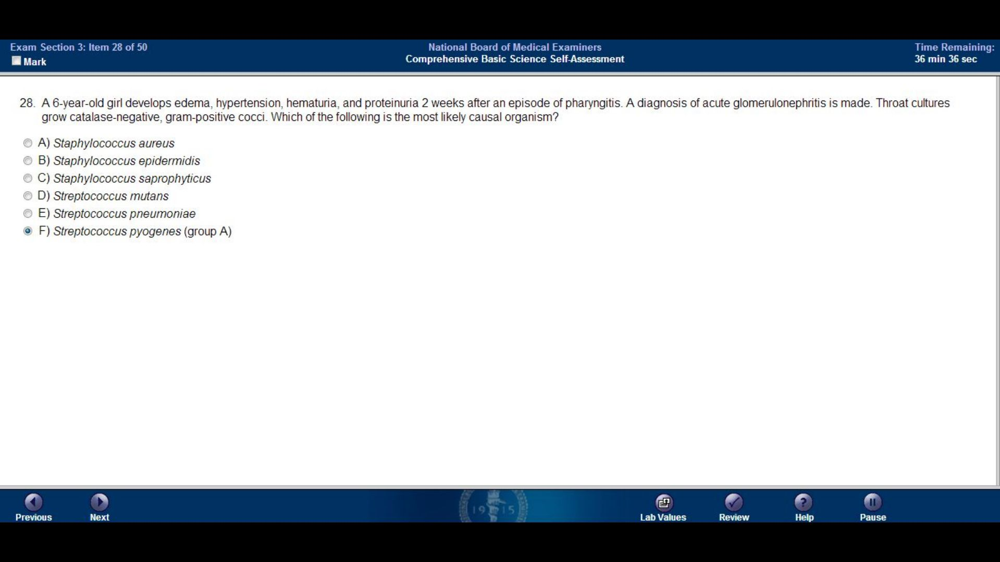 Exam Section 3: Item 28 of 50
Mark
National Board of Medical Examiners
Comprehensive Basic Science Self-Assessment
Time Remaining:
36 min 36 sec
28. A 6-year-old girl develops edema, hypertension, hematuria, and proteinuria 2 weeks after an episode of pharyngitis. A diagnosis of acute glomerulonephritis is made. Throat cultures
grow catalase-negative, gram-positive cocci. Which of the following is the most likely causal organism?
A) Staphylococcus aureus
B) Staphylococcus epidermidis
C) Staphylococcus saprophyticus
D) Streptococcus mutans
E) Streptococcus pneumoniae
F) Streptococcus pyogenes (group A)
1915
Previous
Next
Lab Values
Review
Help
Pause